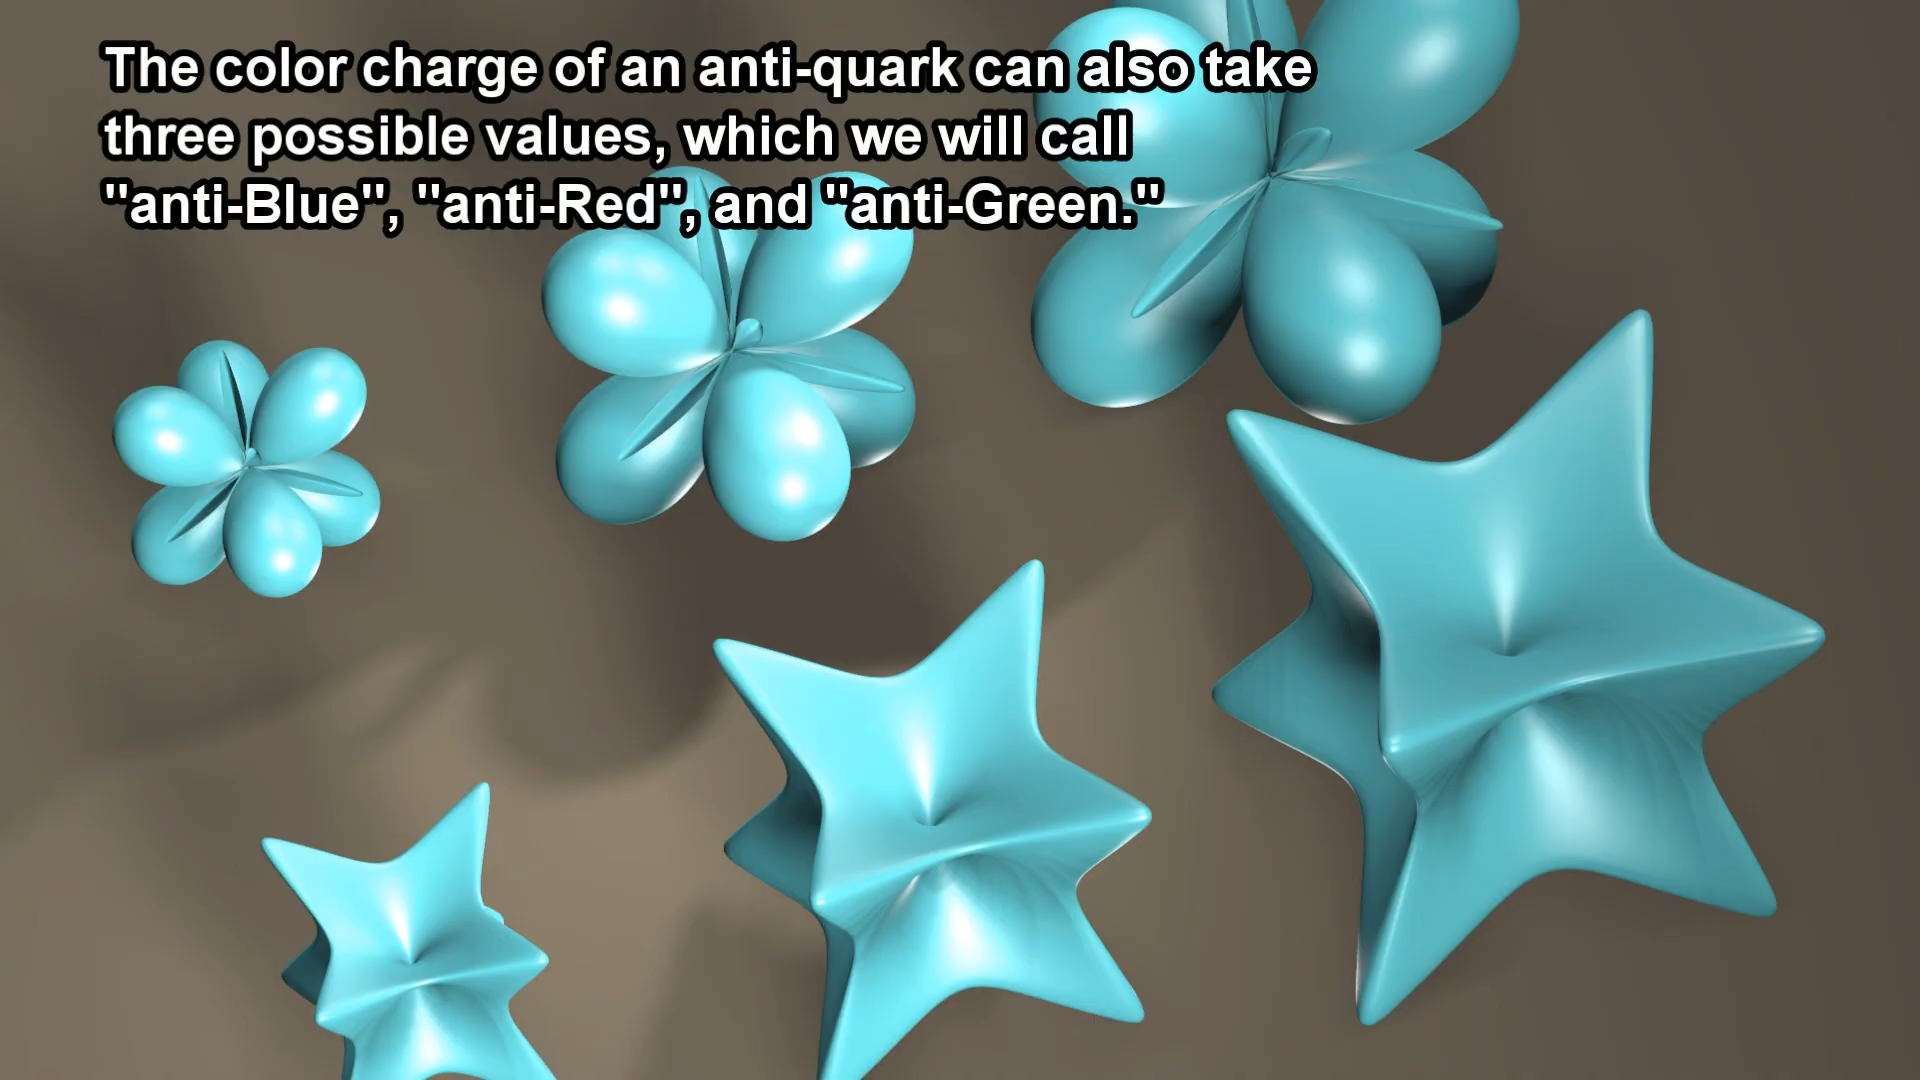 The color charge of an anti-quark can also take
three possible values, which we will call
"anti-Blue", "anti-Red", and "anti-Green."